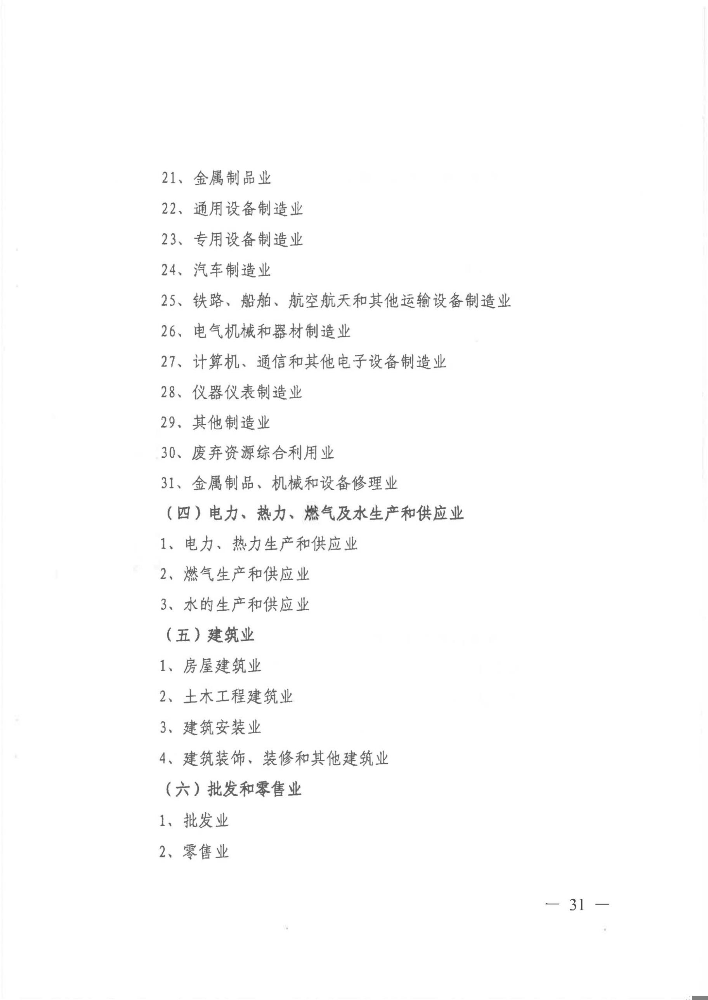 21、金属制品业
22、通用设备制造业
23、专用设备制造业
24、汽车制造业
25、铁路、船舶、航空航天和其他运输设备制造业
26、电气机械和器材制造业
27、计算机、通信和其他电子设备制造业
28、仪器仪表制造业
29、其他制造业
30、废弃资源综合利用业
31、金属制品、机械和设备修理业
（四）电力、热力、燃气及水生产和供应业
1、电力、热力生产和供应业
2、燃气生产和供应业
3、水的生产和供应业
（五）建筑业
1、房屋建筑业
2、土木工程建筑业
3、建筑安装业
4、建筑装饰、装修和其他建筑业
（六）批发和零售业
1、批发业
2、零售业
— 31 —